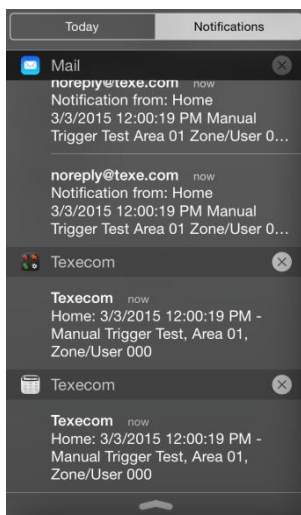 Today Notifications
Mail
noreply@texe.com now
Notification from: Home
3/3/2015 12:00:19 PM Manual
Trigger Test Area 01 Zone/User 0…
noreply@texe.com now
Notification from: Home
3/3/2015 12:00:19 PM Manual
Trigger Test Area 01 Zone/User 0…
Texecom
Texecom now
Home: 3/3/2015 12:00:19 PM -
Manual Trigger Test, Area 01,
Zone/User 000
Texecom
Texecom now
Home: 3/3/2015 12:00:19 PM -
Manual Trigger Test, Area 01,
Zone/User 000